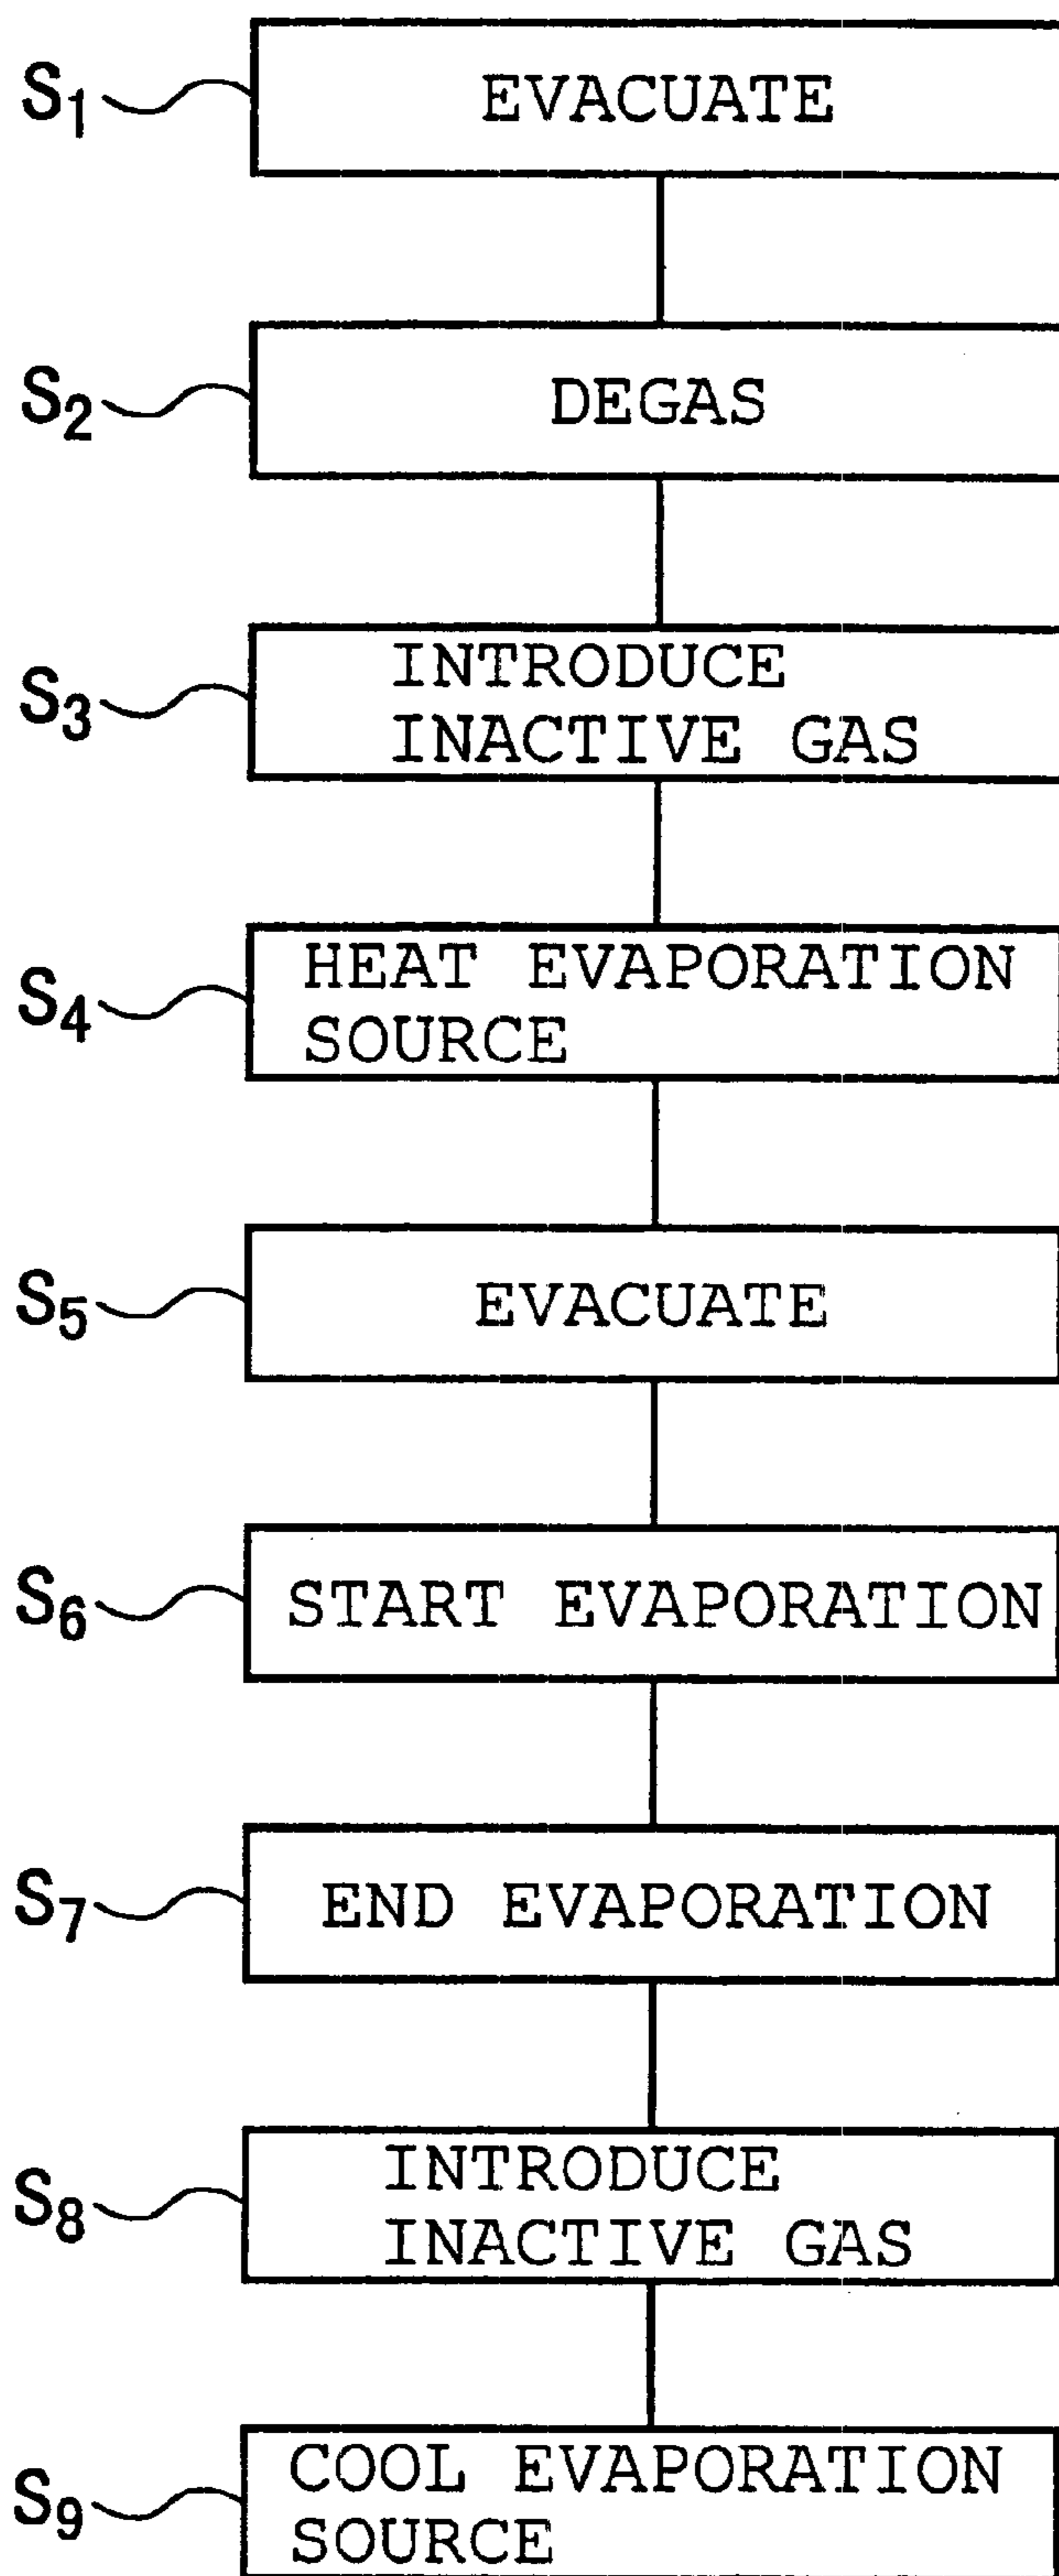 S1 EVACUATE
S2 DEGAS
S3 INTRODUCE
INACTIVE GAS
S4 HEAT EVAPORATION
SOURCE
S5 EVACUATE
S6 START EVAPORATION
S7 END EVAPORATION
S8 INTRODUCE
INACTIVE GAS
S9 COOL EVAPORATION
SOURCE